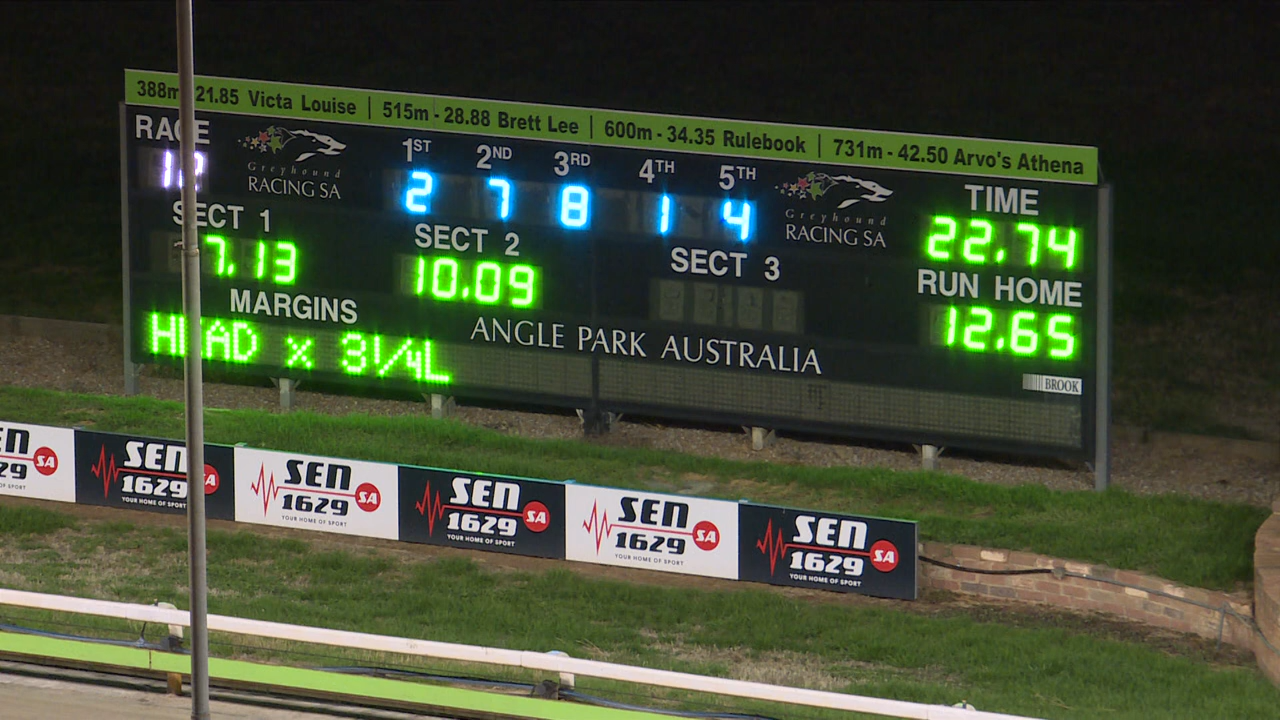 388m 21.85 Victa Louise | 515m - 28.88 Brett Lee | 600m - 34.35 Rulebook | 731m - 42.50 Arvo's Athena
RACE
Greyhound
RACING SA
1ST 2ND 3RD 4TH 5TH
2 7 8 1 4
Greyhound
RACING SA
TIME
22.74
SECT 1
7.13
SECT 2
10.09
SECT 3
RUN HOME
12.65
MARGINS
HEAD x 3¼L
ANGLE PARK AUSTRALIA
BROOK
EN
29 SA
SEN
1629 SA
YOUR HOME OF SPORT
SEN
1629 SA
YOUR HOME OF SPORT
SEN
1629 SA
YOUR HOME OF SPORT
SEN
1629 SA
YOUR HOME OF SPORT
SEN
1629 SA
YOUR HOME OF SPORT